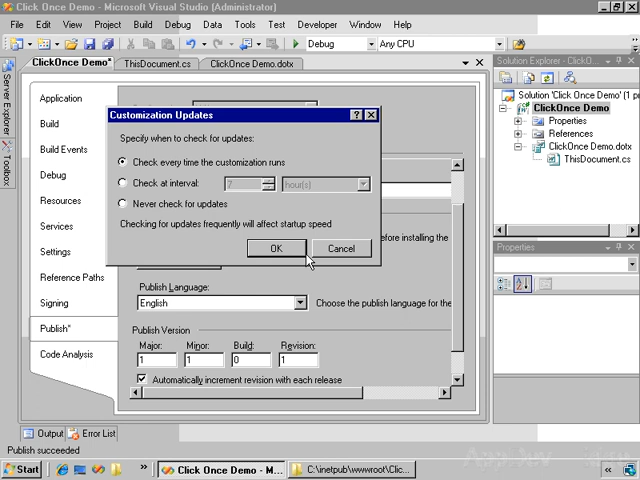 Click Once Demo - Microsoft Visual Studio (Administrator)
File Edit View Project Build Debug Data Test Tools Developer Window Help
Debug Any CPU
ClickOnce Demo* ThisDocument.cs ClickOnce Demo.dotx
Solution Explorer - ClickO...
Solution 'Click Once Demo' (1 p
ClickOnce Demo
Properties
References
ClickOnce Demo.dotx
ThisDocument.cs
Server Explorer
Toolbox
Application
Build
Build Events
Debug
Resources
Services
Settings
Reference Paths
Signing
Publish*
Code Analysis
Customization Updates
Specify when to check for updates:
Check every time the customization runs
Check at interval: 7 hour(s)
Never check for updates
Checking for updates frequently will affect startup speed
OK Cancel
efore installing the
Publish Language:
English Choose the publish language for the
Publish Version
Major: Minor: Build: Revision:
1 1 0 1
Automatically increment revision with each release
Properties
Output Error List
Publish succeeded
Start Click Once Demo - M... C:\inetpub\wwwroot\Clic...
AppDev